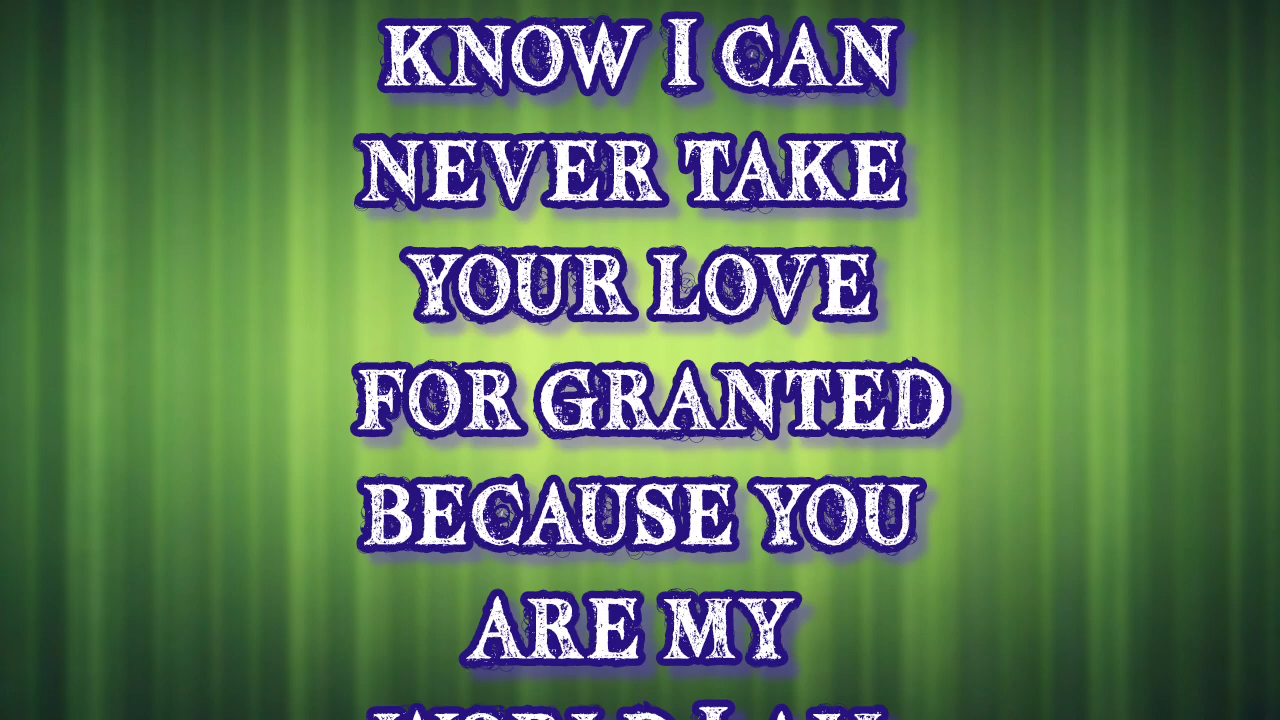 KNOW I CAN
NEVER TAKE
YOUR LOVE
FOR GRANTED
BECAUSE YOU
ARE MY